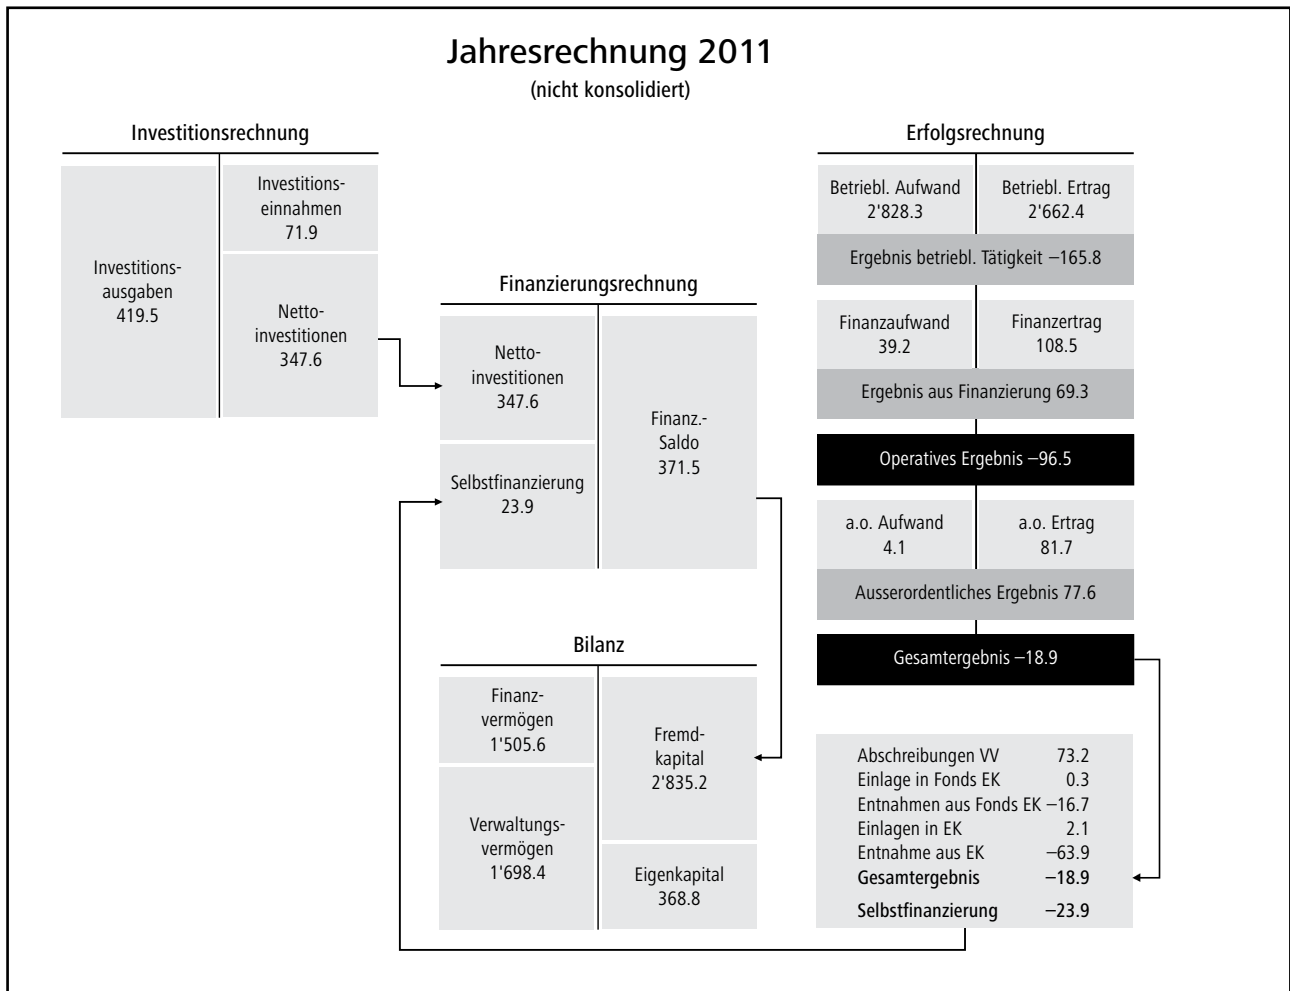 Jahresrechnung 2011
(nicht konsolidiert)
Investitionsrechnung
Investitions-
ausgaben
419.5
Investitions-
einnahmen
71.9
Netto-
investitionen
347.6
Finanzierungsrechnung
Netto-
investitionen
347.6
Selbstfinanzierung
23.9
Finanz.-
Saldo
371.5
Bilanz
Finanz-
vermögen
1'505.6
Verwaltungs-
vermögen
1'698.4
Fremd-
kapital
2'835.2
Eigenkapital
368.8
Erfolgsrechnung
Betriebl. Aufwand
2'828.3
Betriebl. Ertrag
2'662.4
Ergebnis betriebl. Tätigkeit –165.8
Finanzaufwand
39.2
Finanzertrag
108.5
Ergebnis aus Finanzierung 69.3
Operatives Ergebnis –96.5
a.o. Aufwand
4.1
a.o. Ertrag
81.7
Ausserordentliches Ergebnis 77.6
Gesamtergebnis –18.9
Abschreibungen VV 73.2
Einlage in Fonds EK 0.3
Entnahmen aus Fonds EK –16.7
Einlagen in EK 2.1
Entnahme aus EK –63.9
Gesamtergebnis –18.9
Selbstfinanzierung –23.9